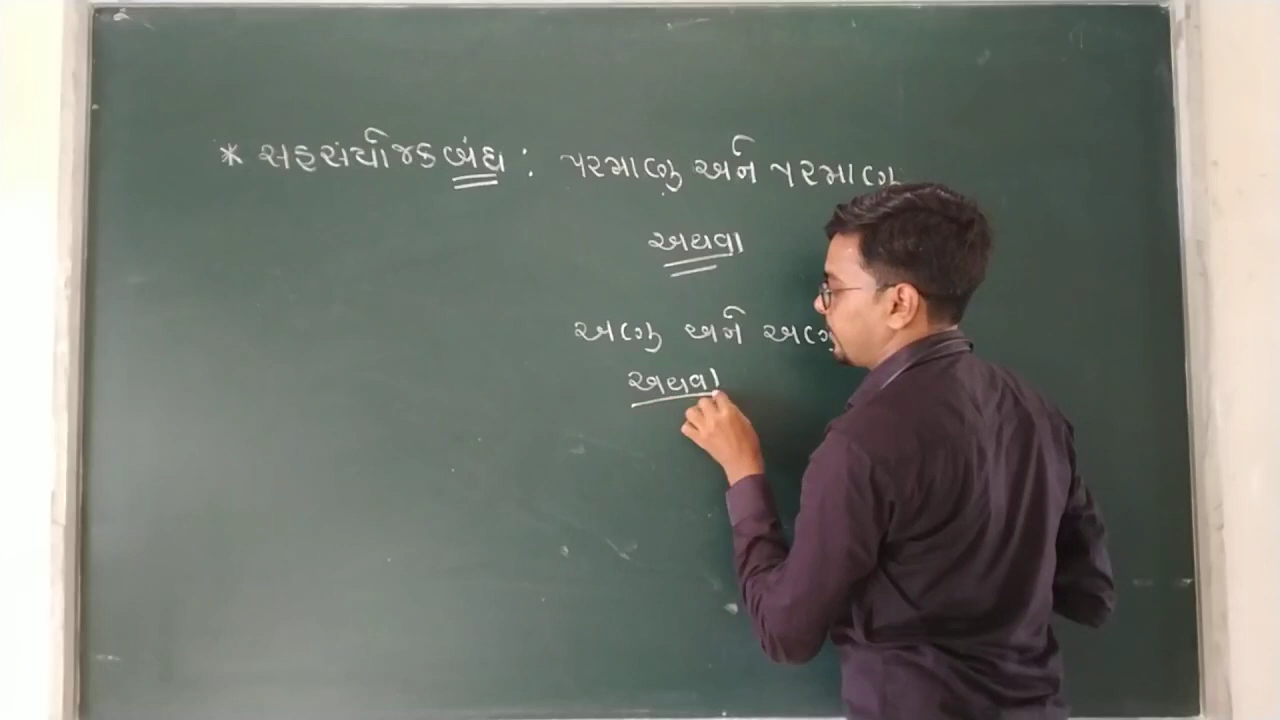 * સહસંયોજક બંધ : પરમાણુ અને પરમાણુ
અથવા
અણુ અને અણુ
અથવા